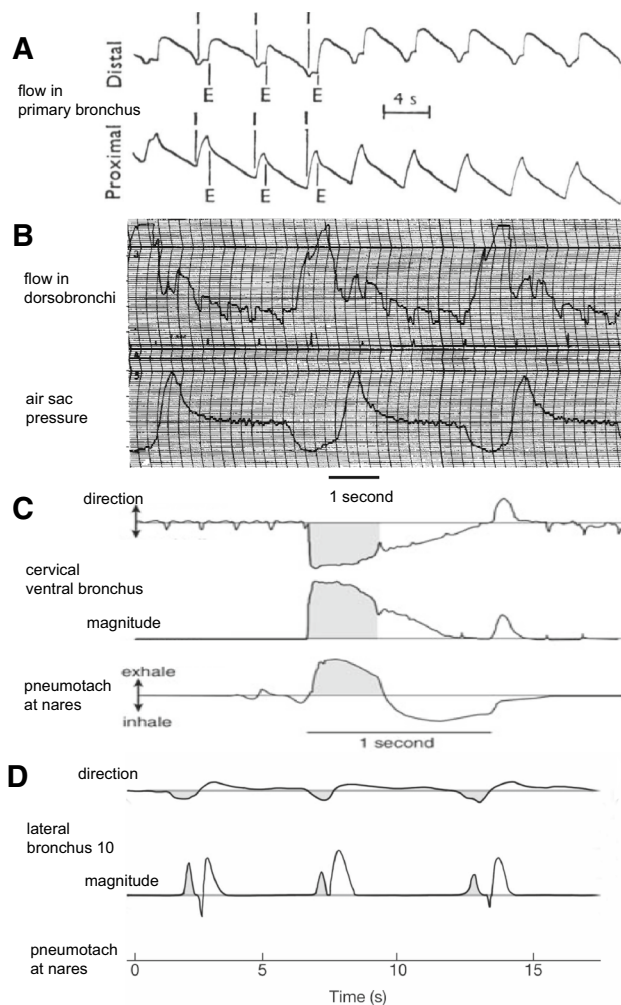 A
flow in
primary bronchus
Distal
I I I
E E E
4 s
Proximal
I I I
E E E
B
flow in
dorsobronchi
air sac
pressure
1 second
C
direction
cervical
ventral bronchus
magnitude
pneumotach
at nares
exhale
inhale
1 second
D
direction
lateral
bronchus 10
magnitude
pneumotach
at nares
0 5 10 15
Time (s)